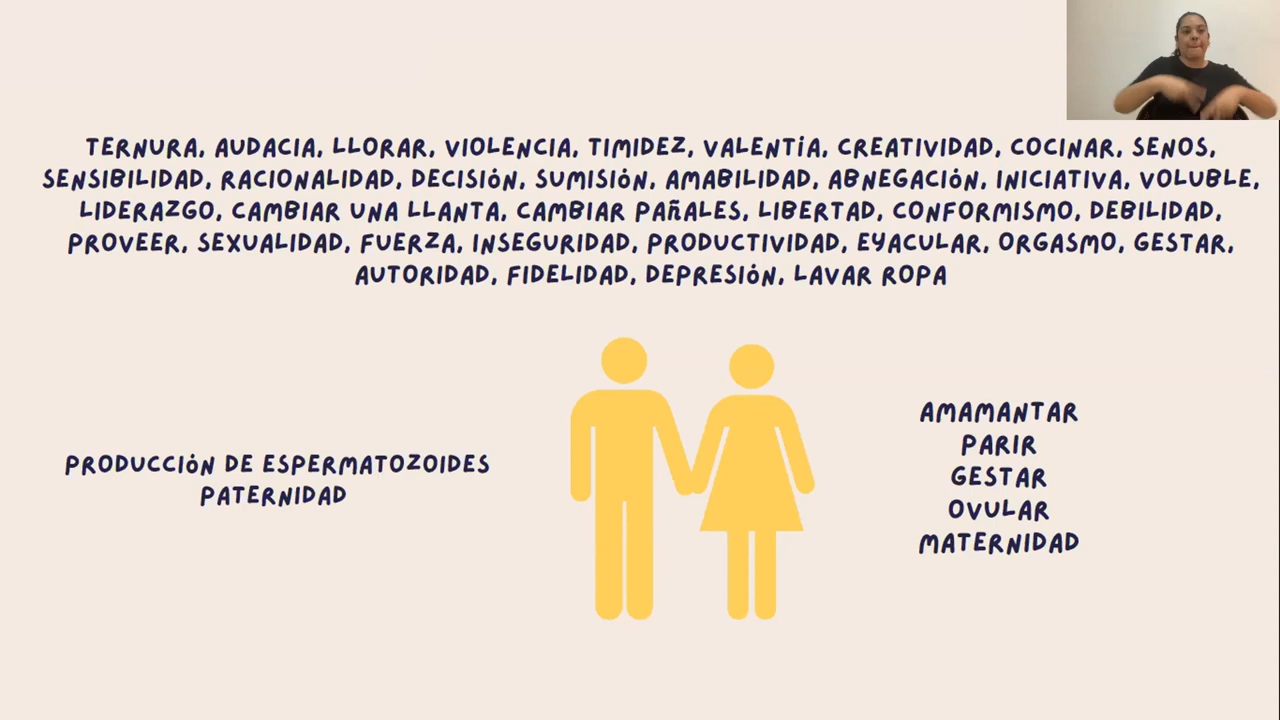 TERNURA, AUDACIA, LLORAR, VIOLENCIA, TIMIDEZ, VALENTÍA, CREATIVIDAD, COCINAR, SENOS,
SENSIBILIDAD, RACIONALIDAD, DECISIÓN, SUMISIÓN, AMABILIDAD, ABNEGACIÓN, INICIATIVA, VOLUBLE,
LIDERAZGO, CAMBIAR UNA LLANTA, CAMBIAR PAÑALES, LIBERTAD, CONFORMISMO, DEBILIDAD,
PROVEER, SEXUALIDAD, FUERZA, INSEGURIDAD, PRODUCTIVIDAD, EYACULAR, ORGASMO, GESTAR,
AUTORIDAD, FIDELIDAD, DEPRESIÓN, LAVAR ROPA
PRODUCCIÓN DE ESPERMATOZOIDES
PATERNIDAD
AMAMANTAR
PARIR
GESTAR
OVULAR
MATERNIDAD